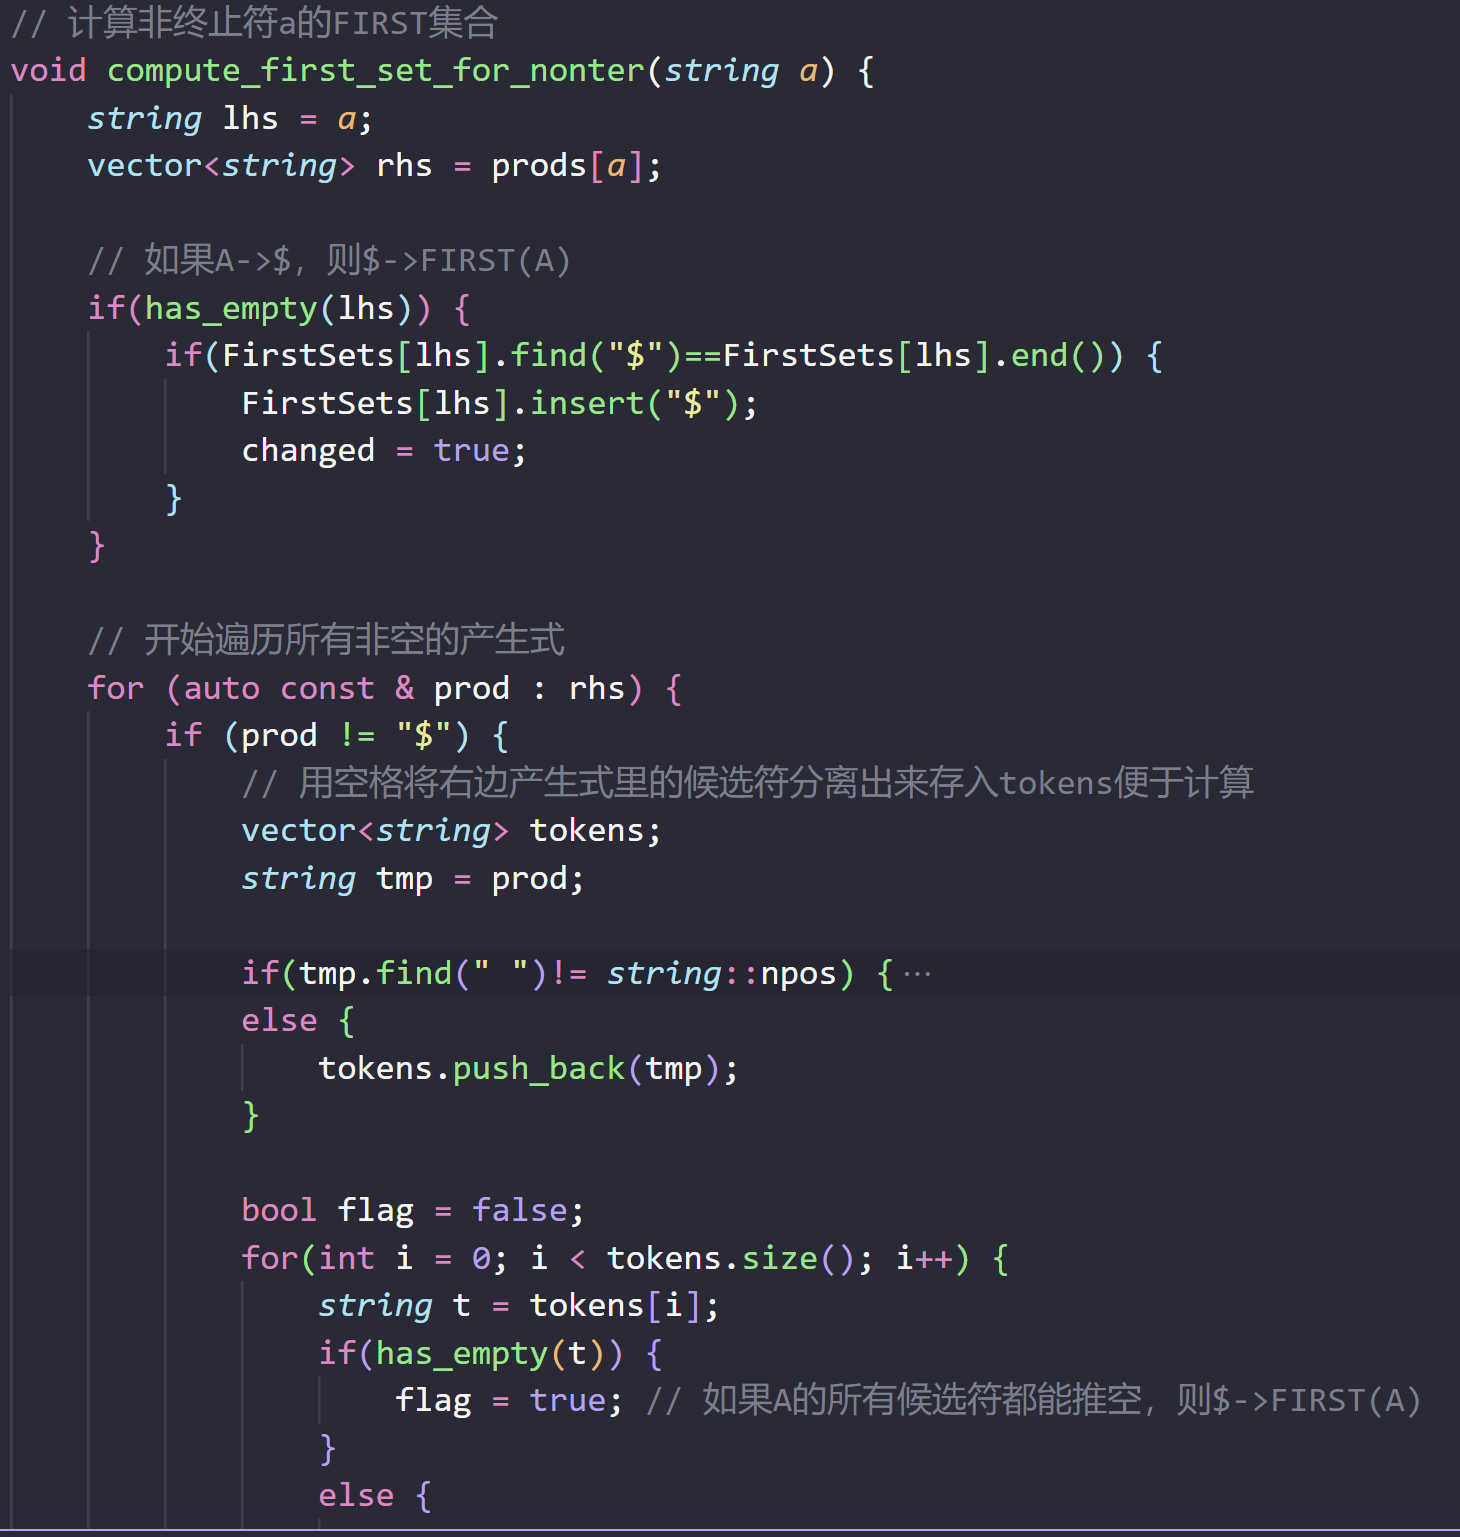 // 计算非终止符a的FIRST集合
void compute_first_set_for_nonter(string a) {
    string lhs = a;
    vector<string> rhs = prods[a];

    // 如果A->$, 则$->FIRST(A)
    if(has_empty(lhs)) {
        if(FirstSets[lhs].find("$")==FirstSets[lhs].end()) {
            FirstSets[lhs].insert("$");
            changed = true;
        }
    }

    // 开始遍历所有非空的产生式
    for (auto const & prod : rhs) {
        if (prod != "$") {
            // 用空格将右边产生式里的候选符分离出来存入tokens便于计算
            vector<string> tokens;
            string tmp = prod;

            if(tmp.find(" ")!= string::npos) { ···
            else {
                tokens.push_back(tmp);
            }

            bool flag = false;
            for(int i = 0; i < tokens.size(); i++) {
                string t = tokens[i];
                if(has_empty(t)) {
                    flag = true; // 如果A的所有候选符都能推空, 则$->FIRST(A)
                }
                else {